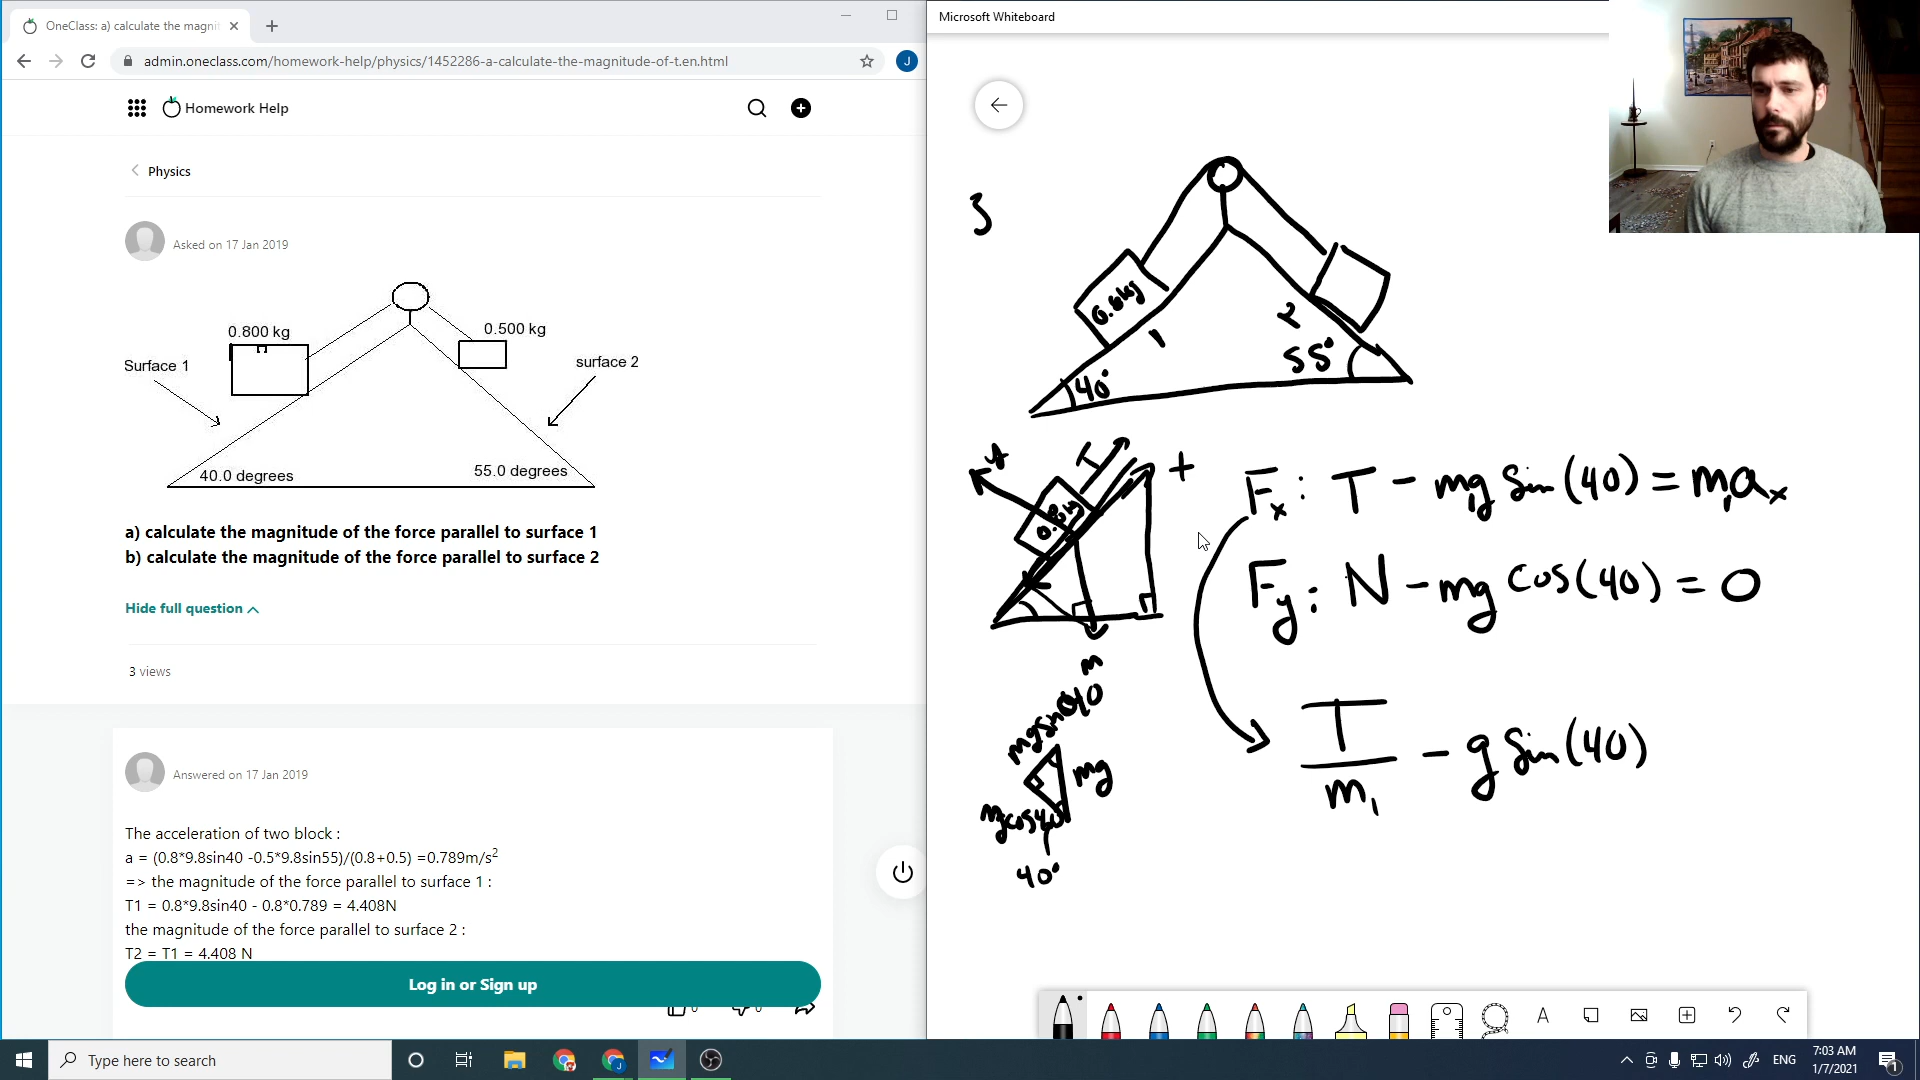 OneClass: a) calculate the magnit
admin.oneclass.com/homework-help/physics/1452286-a-calculate-the-magnitude-of-t.en.html
J
Homework Help
Physics
Asked on 17 Jan 2019
0.800 kg
0.500 kg
Surface 1
surface 2
40.0 degrees
55.0 degrees
a) calculate the magnitude of the force parallel to surface 1
b) calculate the magnitude of the force parallel to surface 2
Hide full question
3 views
Answered on 17 Jan 2019
The acceleration of two block :
a = (0.8*9.8sin40 -0.5*9.8sin55)/(0.8+0.5) =0.789m/s²
=> the magnitude of the force parallel to surface 1 :
T1 = 0.8*9.8sin40 - 0.8*0.789 = 4.408N
the magnitude of the force parallel to surface 2 :
T2 = T1 = 4.408 N
Log in or Sign up
0
0
Microsoft Whiteboard
1
2
40°
55°
T
+
Fx: T - m₁g sin(40) = m₁aₓ
Fy: N - mg cos(40) = 0
m
mg
mgcos40
40°
T/m₁ - g sin(40)
A
Type here to search
ENG
7:03 AM
1/7/2021
1